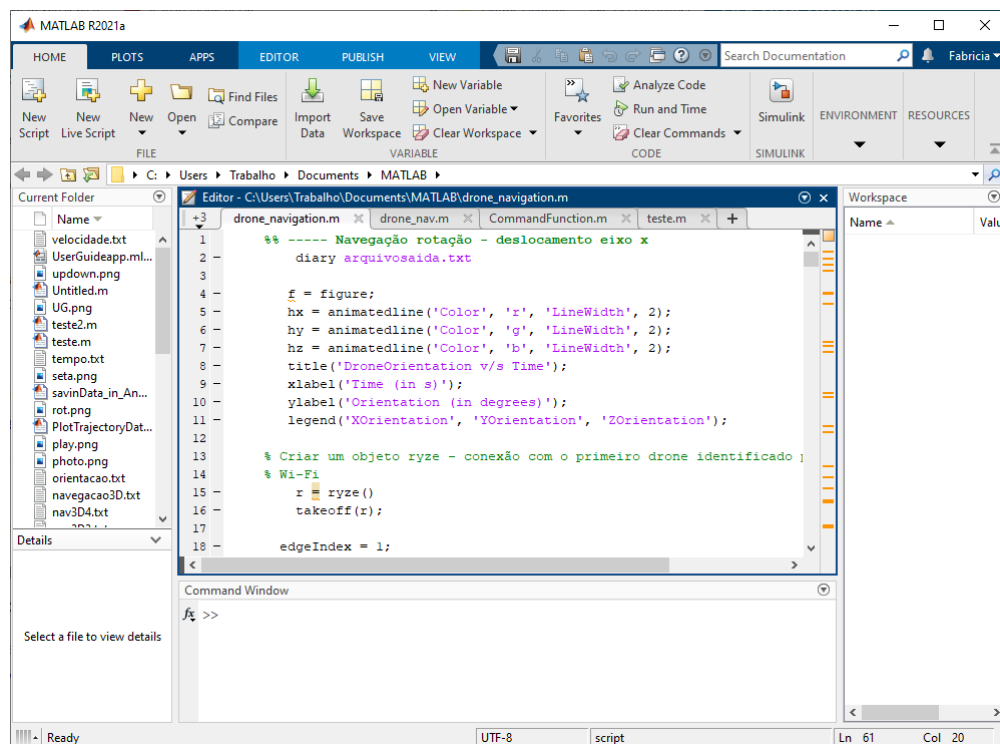 MATLAB R2021a
HOME PLOTS APPS EDITOR PUBLISH VIEW Search Documentation Fabricia
New Script New Live Script New Open Find Files Compare
FILE
Import Data Save Workspace New Variable Open Variable Clear Workspace
VARIABLE
Favorites Analyze Code Run and Time Clear Commands
CODE
Simulink
SIMULINK
ENVIRONMENT RESOURCES
C: Users Trabalho Documents MATLAB
Current Folder
Name
velocidade.txt
UserGuideapp.ml...
updown.png
Untitled.m
UG.png
teste2.m
teste.m
tempo.txt
seta.png
savinData_in_An...
rot.png
PlotTrajectoryDat...
play.png
photo.png
orientacao.txt
navegacao3D.txt
nav3D4.txt
Details
Select a file to view details
Editor - C:\Users\Trabalho\Documents\MATLAB\drone_navigation.m
+3 drone_navigation.m drone_nav.m CommandFunction.m teste.m +
1 %% ----- Navegação rotação - deslocamento eixo x
2 - diary arquivosaida.txt
3
4 - f = figure;
5 - hx = animatedline('Color', 'r', 'LineWidth', 2);
6 - hy = animatedline('Color', 'g', 'LineWidth', 2);
7 - hz = animatedline('Color', 'b', 'LineWidth', 2);
8 - title('DroneOrientation v/s Time');
9 - xlabel('Time (in s)');
10 - ylabel('Orientation (in degrees)');
11 - legend('XOrientation', 'YOrientation', 'ZOrientation');
12
13 % Criar um objeto ryze - conexão com o primeiro drone identificado
14 % Wi-Fi
15 - r = ryze()
16 - takeoff(r);
17
18 - edgeIndex = 1;
Command Window
fx >>
Workspace
Name Valu
Ready UTF-8 script Ln 61 Col 20